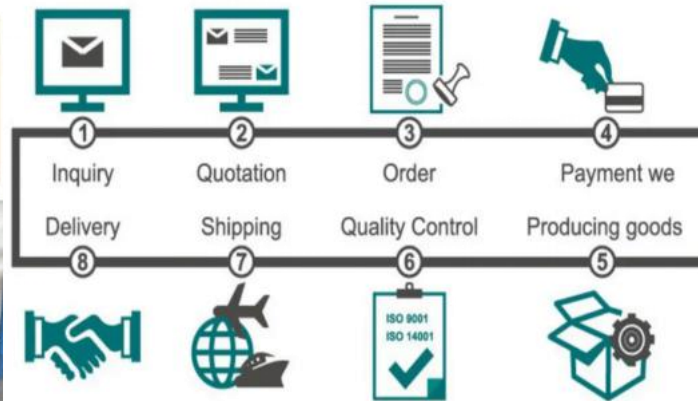 1 2 3 4
Inquiry Quotation Order Payment we
Delivery Shipping Quality Control Producing goods
8 7 6 5
ISO 9001
ISO 14001